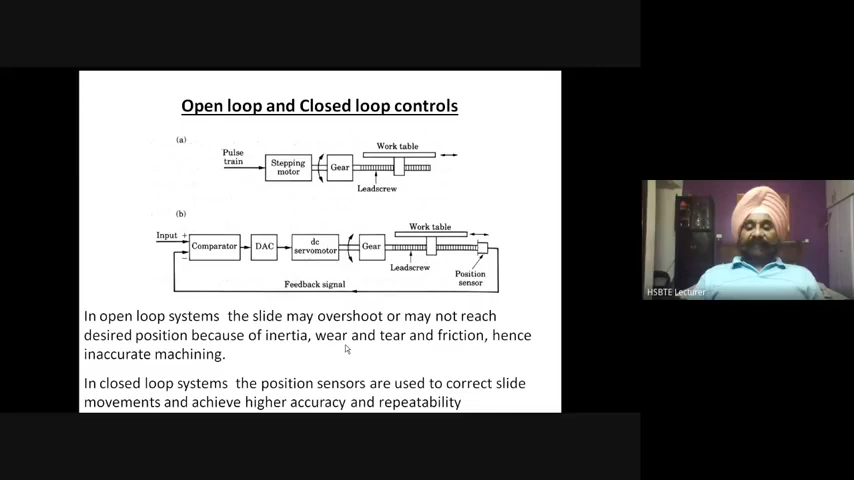 Open loop and Closed loop controls
(a)
Work table
Pulse train
Stepping motor
Gear
Leadscrew
(b)
Work table
Input +
−
Comparator
DAC
dc servomotor
Gear
Leadscrew
Position sensor
Feedback signal
In open loop systems the slide may overshoot or may not reach
desired position because of inertia, wear and tear and friction, hence
inaccurate machining.
In closed loop systems the position sensors are used to correct slide
movements and achieve higher accuracy and repeatability
HSBTE Lecturer